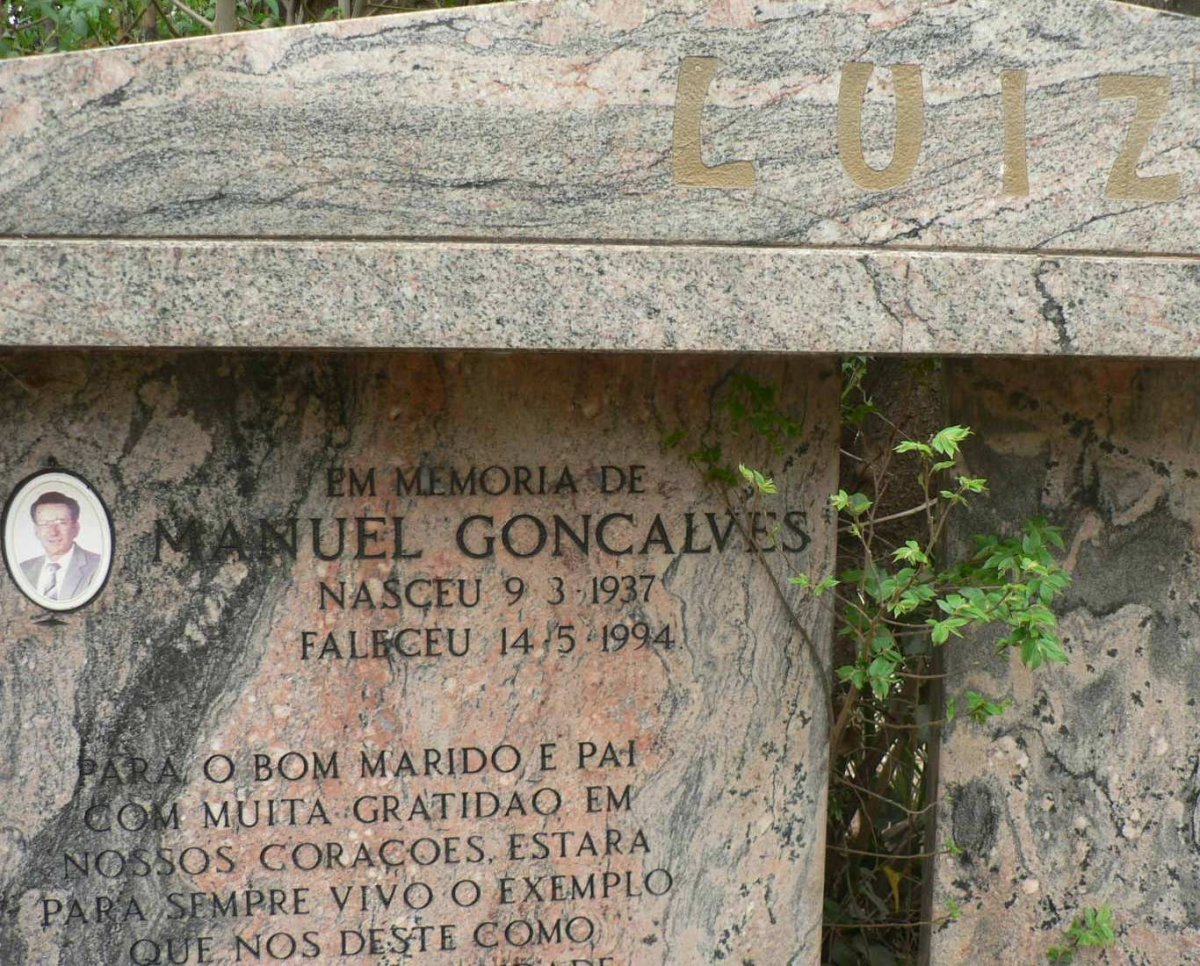 LUIZ
EM MEMORIA DE
MANUEL GONCALVES
NASCEU 9·3·1937
FALECEU 14·5·1994
PARA O BOM MARIDO E PAI
COM MUITA GRATIDAO EM
NOSSOS CORAÇOES. ESTARA
PARA SEMPRE VIVO O EXEMPLO
QUE NOS DESTE COMO